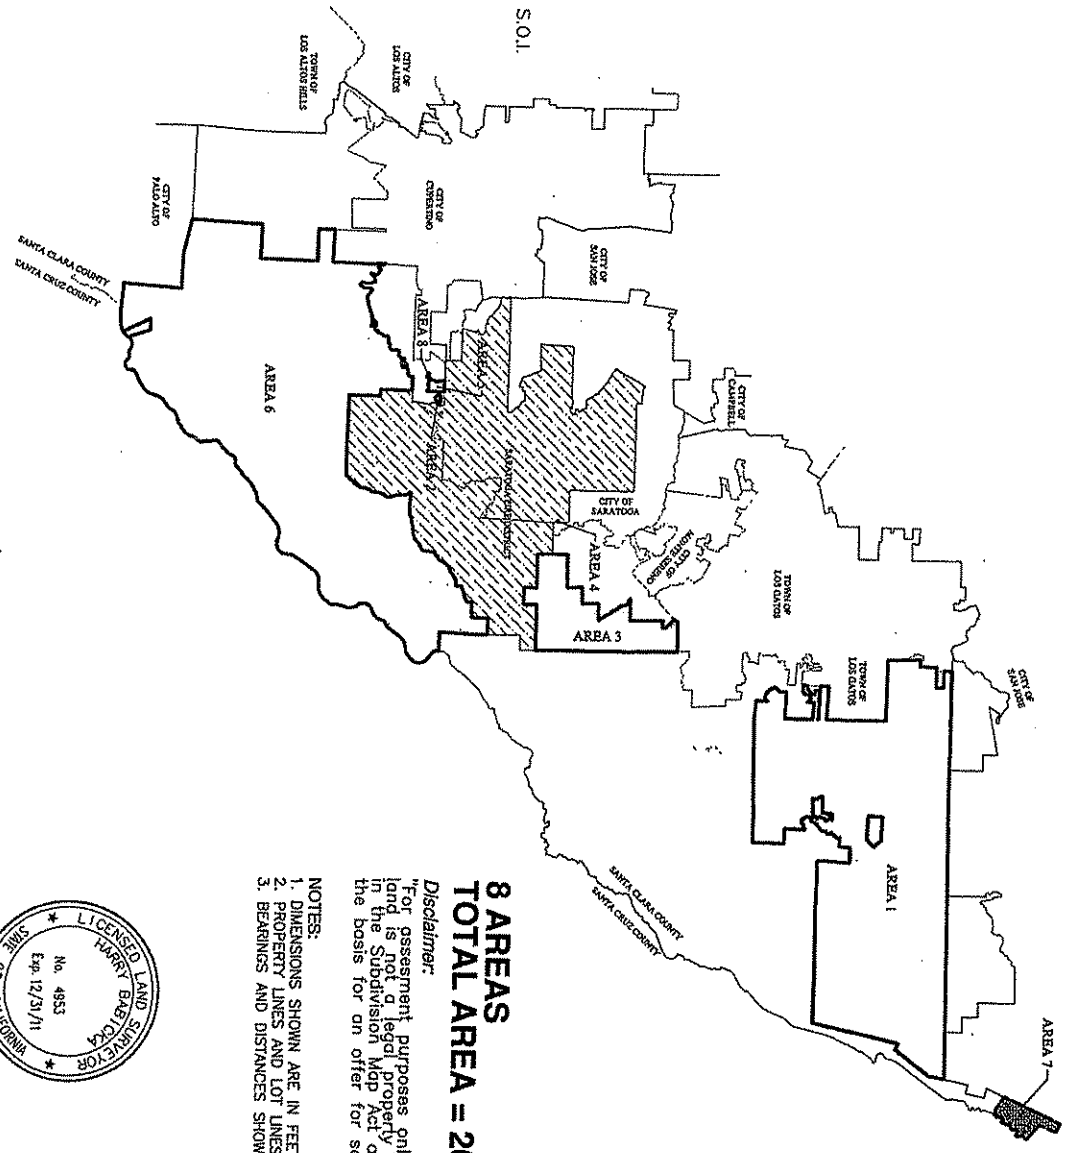 S.O.I.
TOWN OF
LOS ALTOS HILLS
CITY OF
LOS ALTOS
CITY OF
PALO ALTO
CITY OF
CUPERTINO
CITY OF
SAN JOSE
SANTA CLARA COUNTY
SANTA CRUZ COUNTY
AREA 6
AREA 8
AREA 2
SARATOGA FIRE DISTRICT
CITY OF
SARATOGA
CITY OF
CAMPBELL
CITY OF
MONTE SERENO
AREA 4
AREA 3
TOWN OF
LOS GATOS
TOWN OF
LOS GATOS
CITY OF
SAN JOSE
AREA 1
SANTA CLARA COUNTY
SANTA CRUZ COUNTY
AREA 7
8 AREAS
TOTAL AREA = 2
Disclaimer:
"For assesment purposes onl
land is not a legal property
in the Subdivision Map Act
the basis for an offer for
NOTES:
1. DIMENSIONS SHOWN ARE IN FEE
2. PROPERTY LINES AND LOT LINES
3. BEARINGS AND DISTANCES SHOW
LICENSED LAND SURVEYOR
HARRY BABICKA
No. 4953
Exp. 12/31/11
STATE